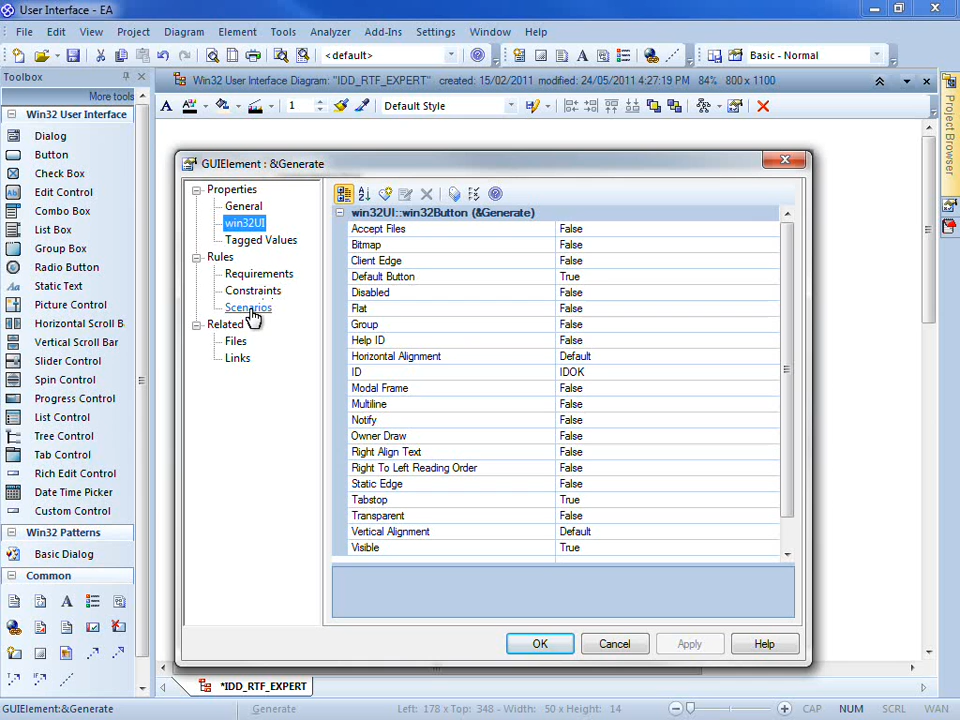 User Interface - EA
File Edit View Project Diagram Element Tools Analyzer Add-Ins Settings Window Help
<default> Basic - Normal
Toolbox
Win32 User Interface Diagram: "IDD_RTF_EXPERT" created: 15/02/2011 modified: 24/05/2011 4:27:19 PM 84% 800 x 1100
More tools
1 Default Style
Win32 User Interface
Dialog
Button
Check Box
Edit Control
Combo Box
List Box
Group Box
Radio Button
Static Text
Picture Control
Horizontal Scroll B
Vertical Scroll Bar
Slider Control
Spin Control
Progress Control
List Control
Tree Control
Tab Control
Rich Edit Control
Date Time Picker
Custom Control
Win32 Patterns
Basic Dialog
Common
GUIElement : &Generate
Properties
General
win32UI
Tagged Values
Rules
Requirements
Constraints
Scenarios
Related
Files
Links
win32UI::win32Button (&Generate)
Accept Files False
Bitmap False
Client Edge False
Default Button True
Disabled False
Flat False
Group False
Help ID False
Horizontal Alignment Default
ID IDOK
Modal Frame False
Multiline False
Notify False
Owner Draw False
Right Align Text False
Right To Left Reading Order False
Static Edge False
Tabstop True
Transparent False
Vertical Alignment Default
Visible True
OK Cancel Apply Help
Project Browser
*IDD_RTF_EXPERT
GUIElement:&Generate Generate Left: 178 x Top: 348 - Width: 50 x Height: 14 CAP NUM SCRL WAN